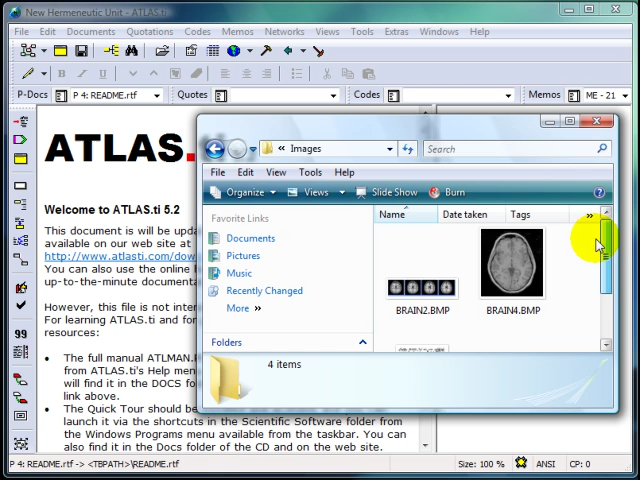 New Hermeneutic Unit - ATLAS.ti
File Edit Documents Quotations Codes Memos Networks Views Tools Extras Windows Help
P-Docs P 4: README.rtf Quotes Codes Memos ME - 21
ATLAS.
Welcome to ATLAS.ti 5.2
This document is will be upda
available on our web site at
http://www.atlasti.com/dow
You can also use the online
up-to-the-minute documenta
However, this file is not inter
For learning ATLAS.ti and for
resources:
• The full manual ATLMAN.
from ATLAS.ti's Help men
will find it in the DOCS
link above.
• The Quick Tour should be
launch it via the shortcuts in the Scientific Software folder from
the Windows Programs menu available from the taskbar. You can
also find it in the Docs folder of the CD and on the web site.
« Images
Search
File Edit View Tools Help
Organize Views Slide Show Burn
Favorite Links
Documents
Pictures
Music
Recently Changed
More »
Folders
Name Date taken Tags »
BRAIN2.BMP BRAIN4.BMP
4 items
P 4: README.rtf -> <TBPATH>\README.rtf Size: 100 % ANSI CP: 0